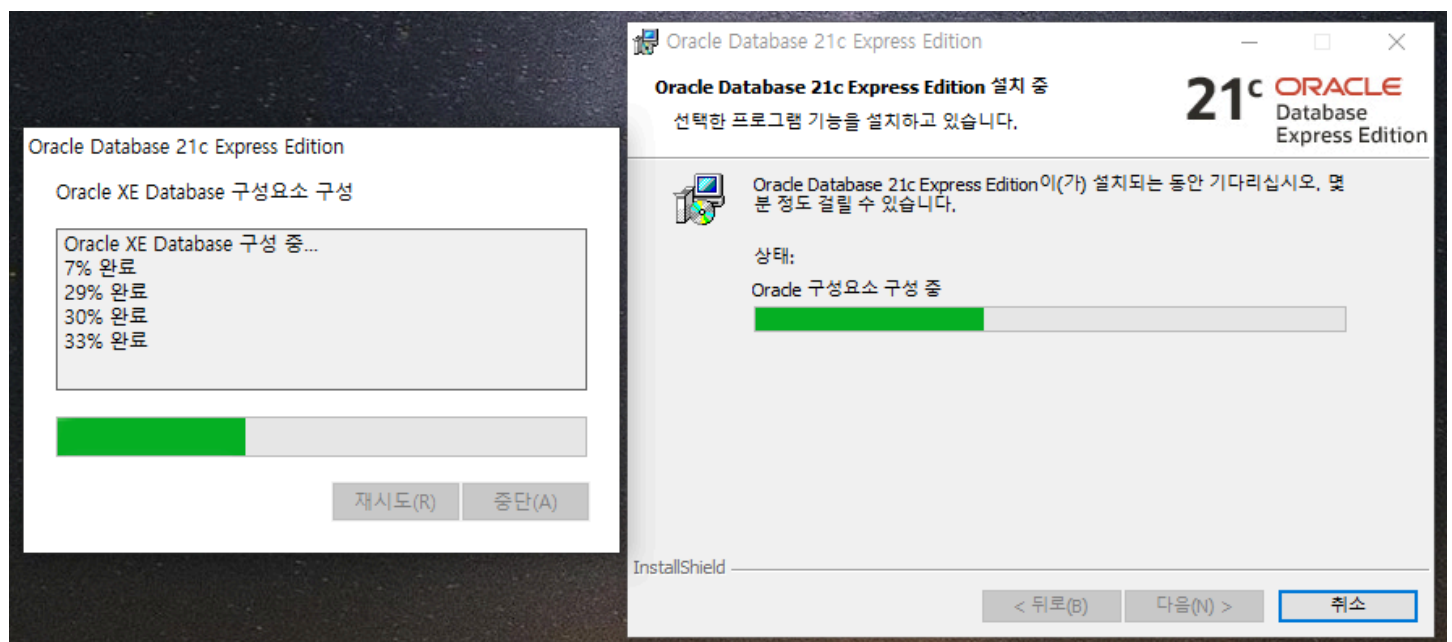 Oracle Database 21c Express Edition
Oracle XE Database 구성요소 구성
Oracle XE Database 구성 중...
7% 완료
29% 완료
30% 완료
33% 완료
재시도(R)
중단(A)
Oracle Database 21c Express Edition
Oracle Database 21c Express Edition 설치 중
선택한 프로그램 기능을 설치하고 있습니다.
21c ORACLE
Database
Express Edition
Oracle Database 21c Express Edition이(가) 설치되는 동안 기다리십시오. 몇
분 정도 걸릴 수 있습니다.
상태:
Oracle 구성요소 구성 중
InstallShield
< 뒤로(B)
다음(N) >
취소